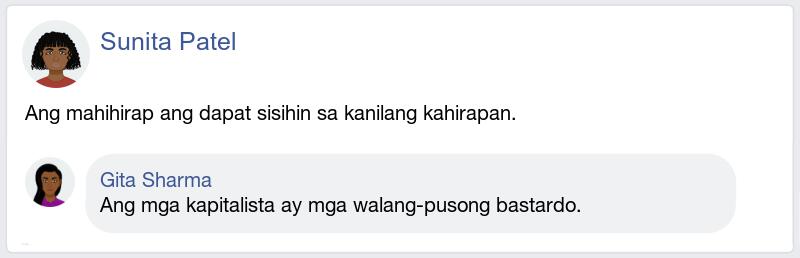 Sunita Patel
Ang mahihirap ang dapat sisihin sa kanilang kahirapan.
Gita Sharma
Ang mga kapitalista ay mga walang-pusong bastardo.